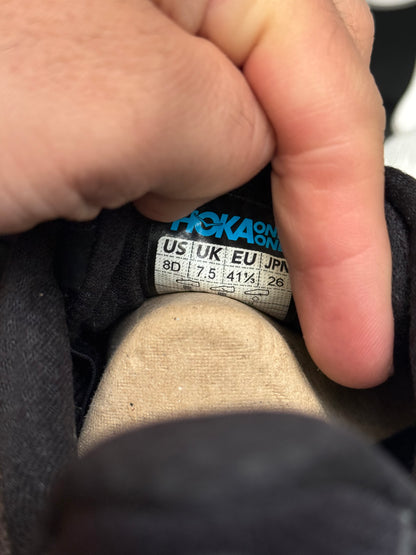 HOKA ONE ONE
US UK EU JPN
8D 7.5 41⅓ 26